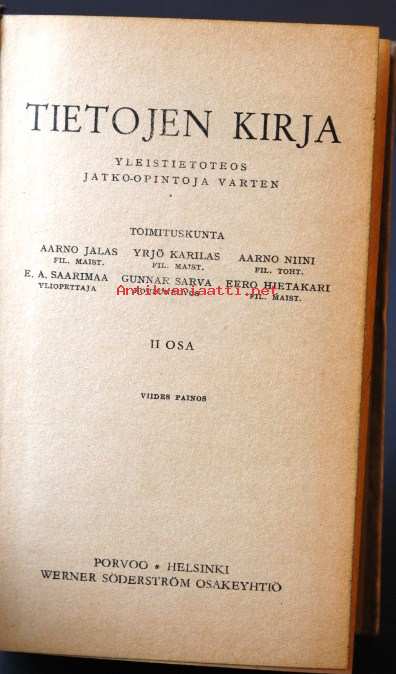 TIETOJEN KIRJA
YLEISTIETOTEOS
JATKO-OPINTOJA VARTEN
TOIMITUSKUNTA
AARNO JALAS YRJÖ KARILAS AARNO NIINI
FIL. MAIST. FIL. MAIST. FIL. TOHT.
E. A. SAARIMAA GUNNAR SARVA EERO HIETAKARI
YLIOPETTAJA FIL. MAIST.
Antikvariaatti.net
II OSA
VIIDES PAINOS
PORVOO * HELSINKI
WERNER SÖDERSTRÖM OSAKEYHTIÖ